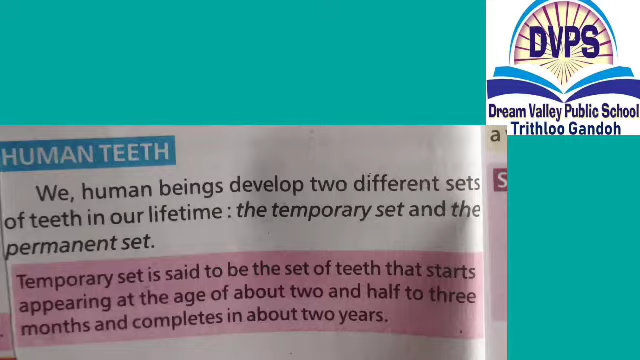 DVPS
Dream Valley Public School
Trithloo Gandoh
HUMAN TEETH
We, human beings develop two different sets
of teeth in our lifetime : the temporary set and the
permanent set.
Temporary set is said to be the set of teeth that starts
appearing at the age of about two and half to three
months and completes in about two years.
a
S